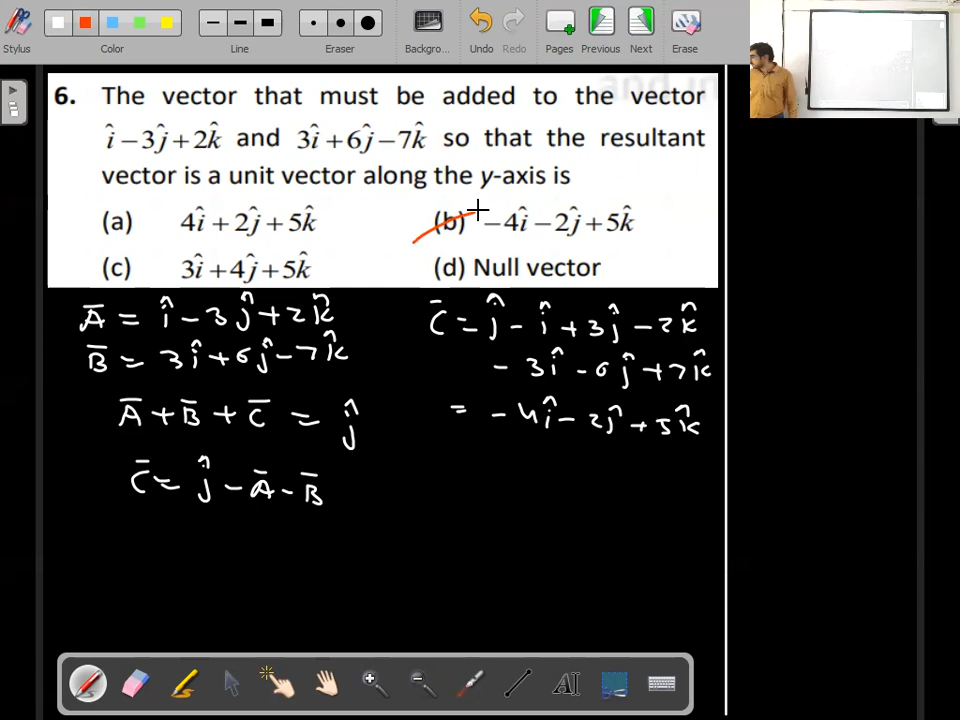 Stylus Color Line Eraser Backgro... Undo Redo Pages Previous Next Erase
6. The vector that must be added to the vector
î − 3ĵ + 2k̂ and 3î + 6ĵ − 7k̂ so that the resultant
vector is a unit vector along the y-axis is
(a) 4î + 2ĵ + 5k̂ (b) −4î − 2ĵ + 5k̂
(c) 3î + 4ĵ + 5k̂ (d) Null vector
A̅ = î − 3ĵ + 2k̂
B̅ = 3î + 6ĵ − 7k̂
A̅ + B̅ + C̅ = ĵ
C̅ = ĵ − A̅ − B̅
C̅ = ĵ − î + 3ĵ − 2k̂
− 3î − 6ĵ + 7k̂
= − 4î − 2ĵ + 5k̂
AI